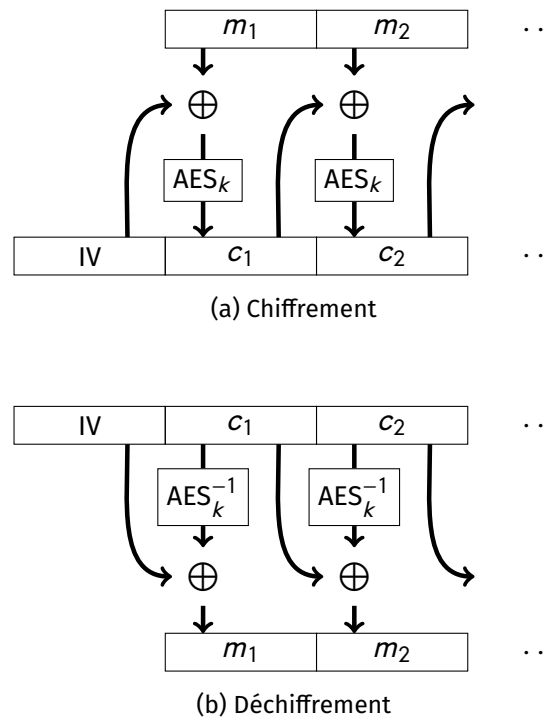 m₁ m₂ . .
⊕ ⊕
AESₖ AESₖ
IV c₁ c₂ . .
(a) Chiffrement
IV c₁ c₂ . .
AESₖ⁻¹ AESₖ⁻¹
⊕ ⊕
m₁ m₂ . .
(b) Déchiffrement